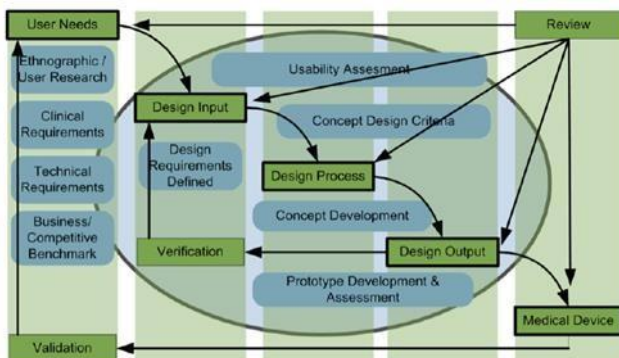 User Needs
Review
Ethnographic /
User Research
Usability Assesment
Design Input
Clinical
Requirements
Concept Design Criteria
Design
Requirements
Defined
Technical
Requirements
Design Process
Business/
Competitive
Benchmark
Concept Development
Verification
Design Output
Prototype Development &
Assessment
Medical Device
Validation